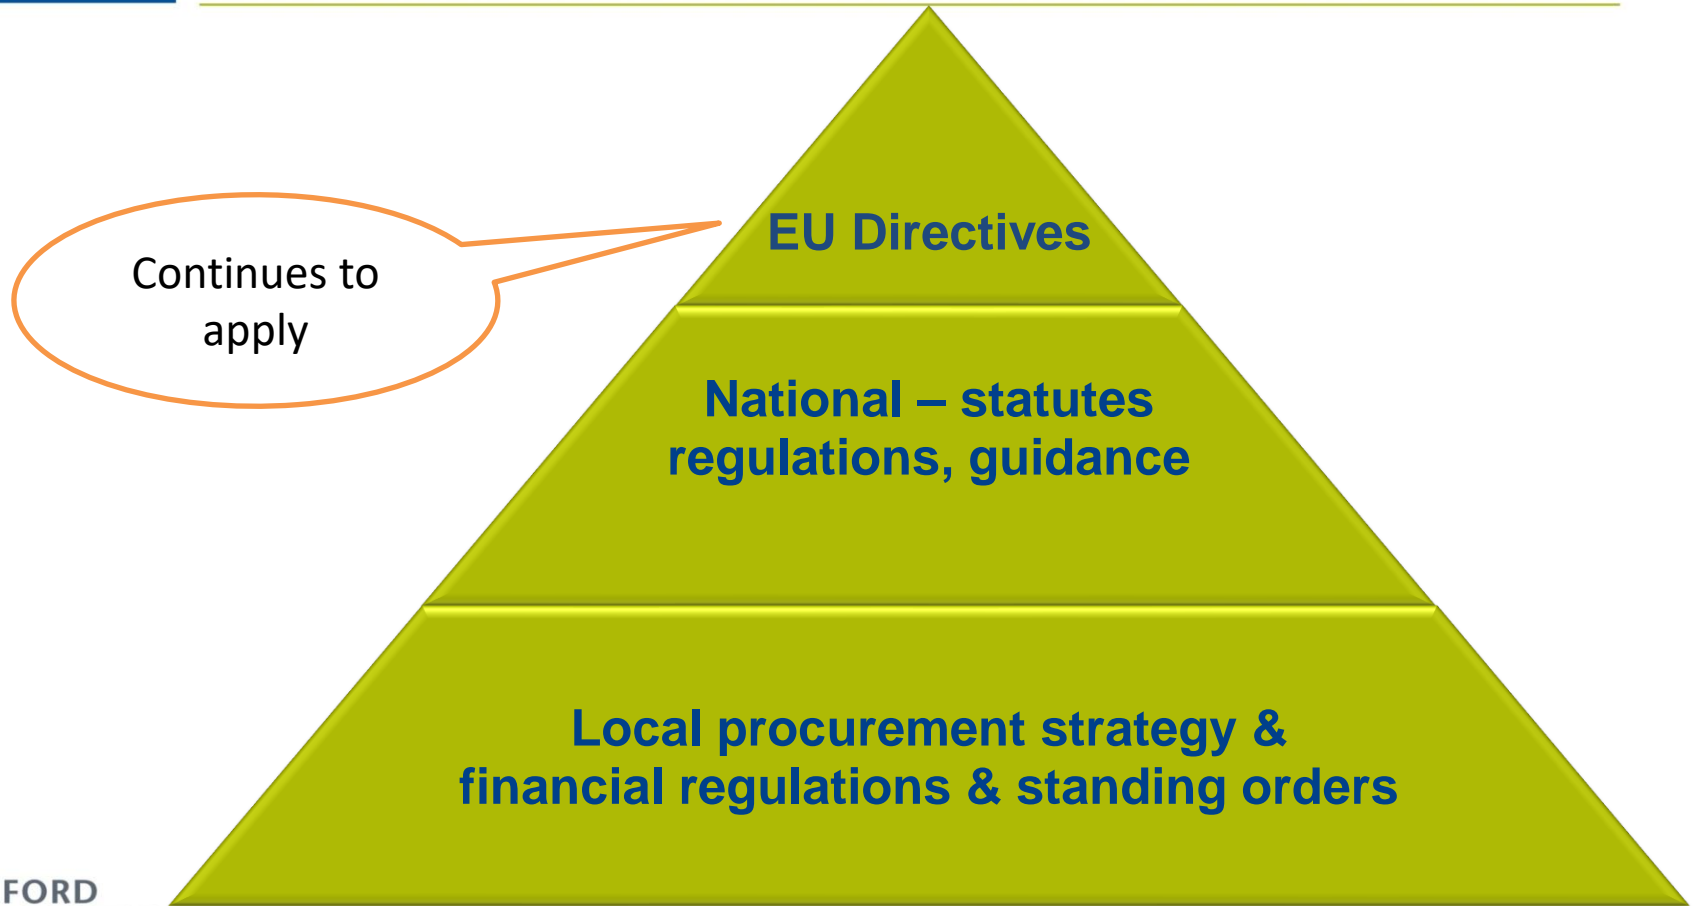 EU Directives
Continues to
apply
National – statutes
regulations, guidance
Local procurement strategy &
financial regulations & standing orders
FORD